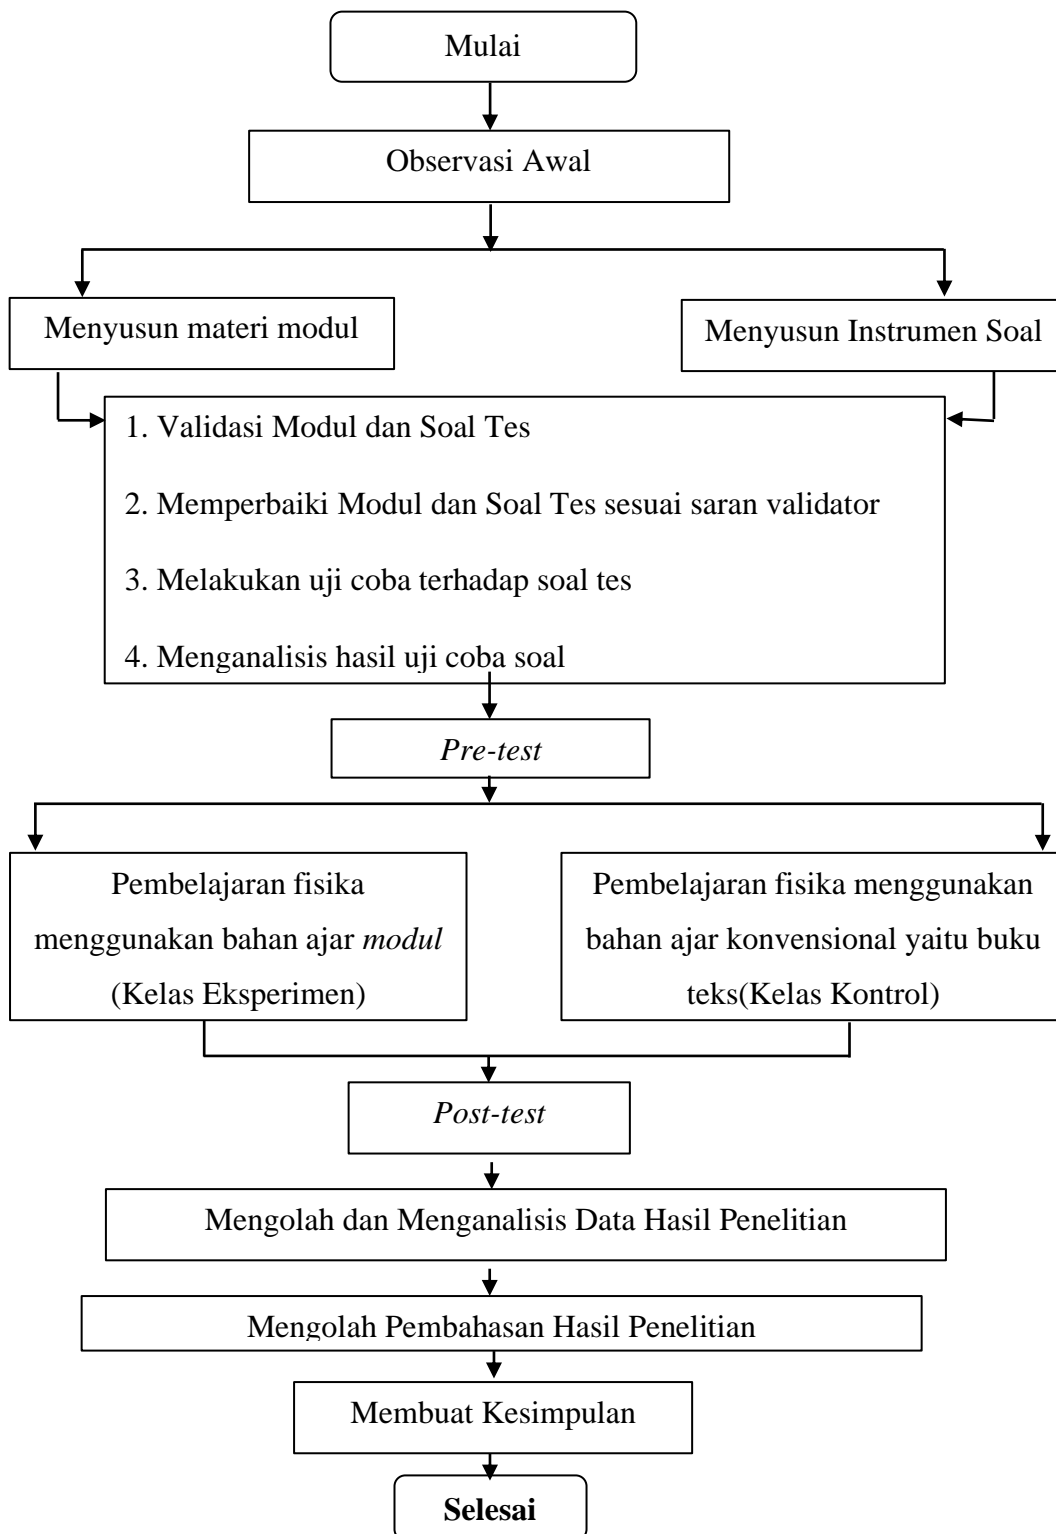 Mulai
Observasi Awal
Menyusun materi modul
Menyusun Instrumen Soal
1. Validasi Modul dan Soal Tes
2. Memperbaiki Modul dan Soal Tes sesuai saran validator
3. Melakukan uji coba terhadap soal tes
4. Menganalisis hasil uji coba soal
Pre-test
Pembelajaran fisika
menggunakan bahan ajar modul
(Kelas Eksperimen)
Pembelajaran fisika menggunakan
bahan ajar konvensional yaitu buku
teks(Kelas Kontrol)
Post-test
Mengolah dan Menganalisis Data Hasil Penelitian
Mengolah Pembahasan Hasil Penelitian
Membuat Kesimpulan
Selesai